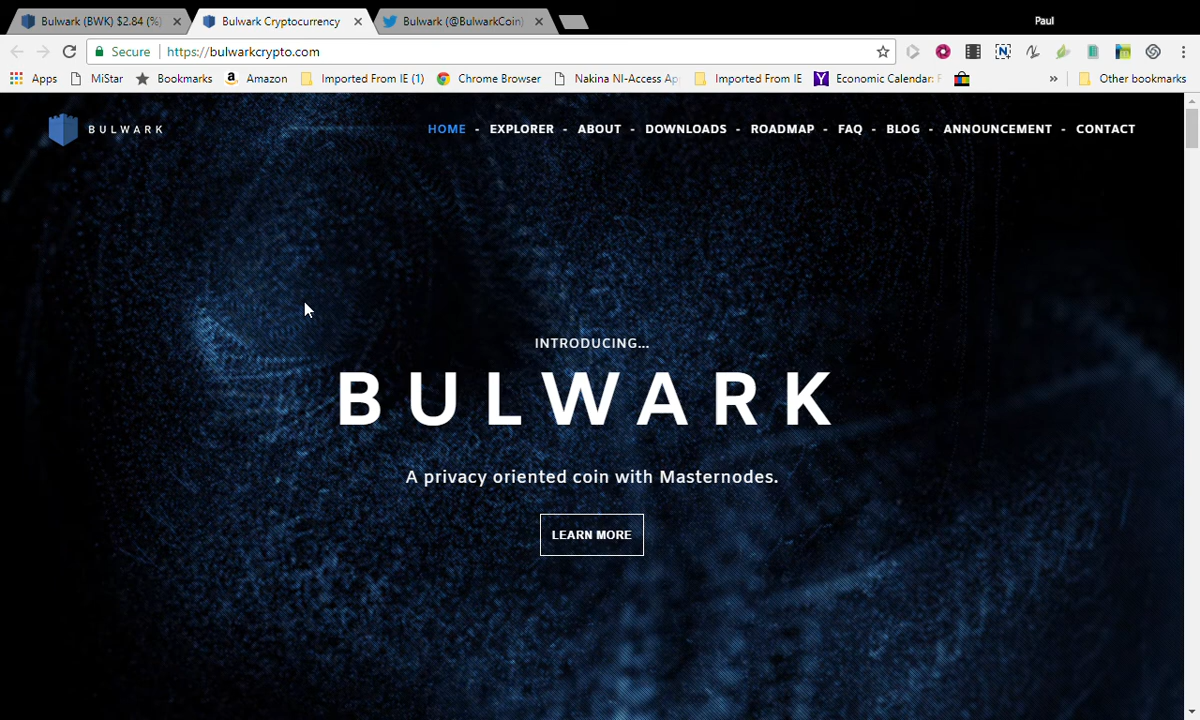 Bulwark (BWK) $2.84 (%)
Bulwark Cryptocurrency
Bulwark (@BulwarkCoin)
Paul
Secure
https://bulwarkcrypto.com
Apps
MiStar
Bookmarks
Amazon
Imported From IE (1)
Chrome Browser
Nakina NI-Access Ap
Imported From IE
Economic Calendar: F
»
Other bookmarks
BULWARK
HOME - EXPLORER - ABOUT - DOWNLOADS - ROADMAP - FAQ - BLOG - ANNOUNCEMENT - CONTACT
INTRODUCING...
BULWARK
A privacy oriented coin with Masternodes.
LEARN MORE